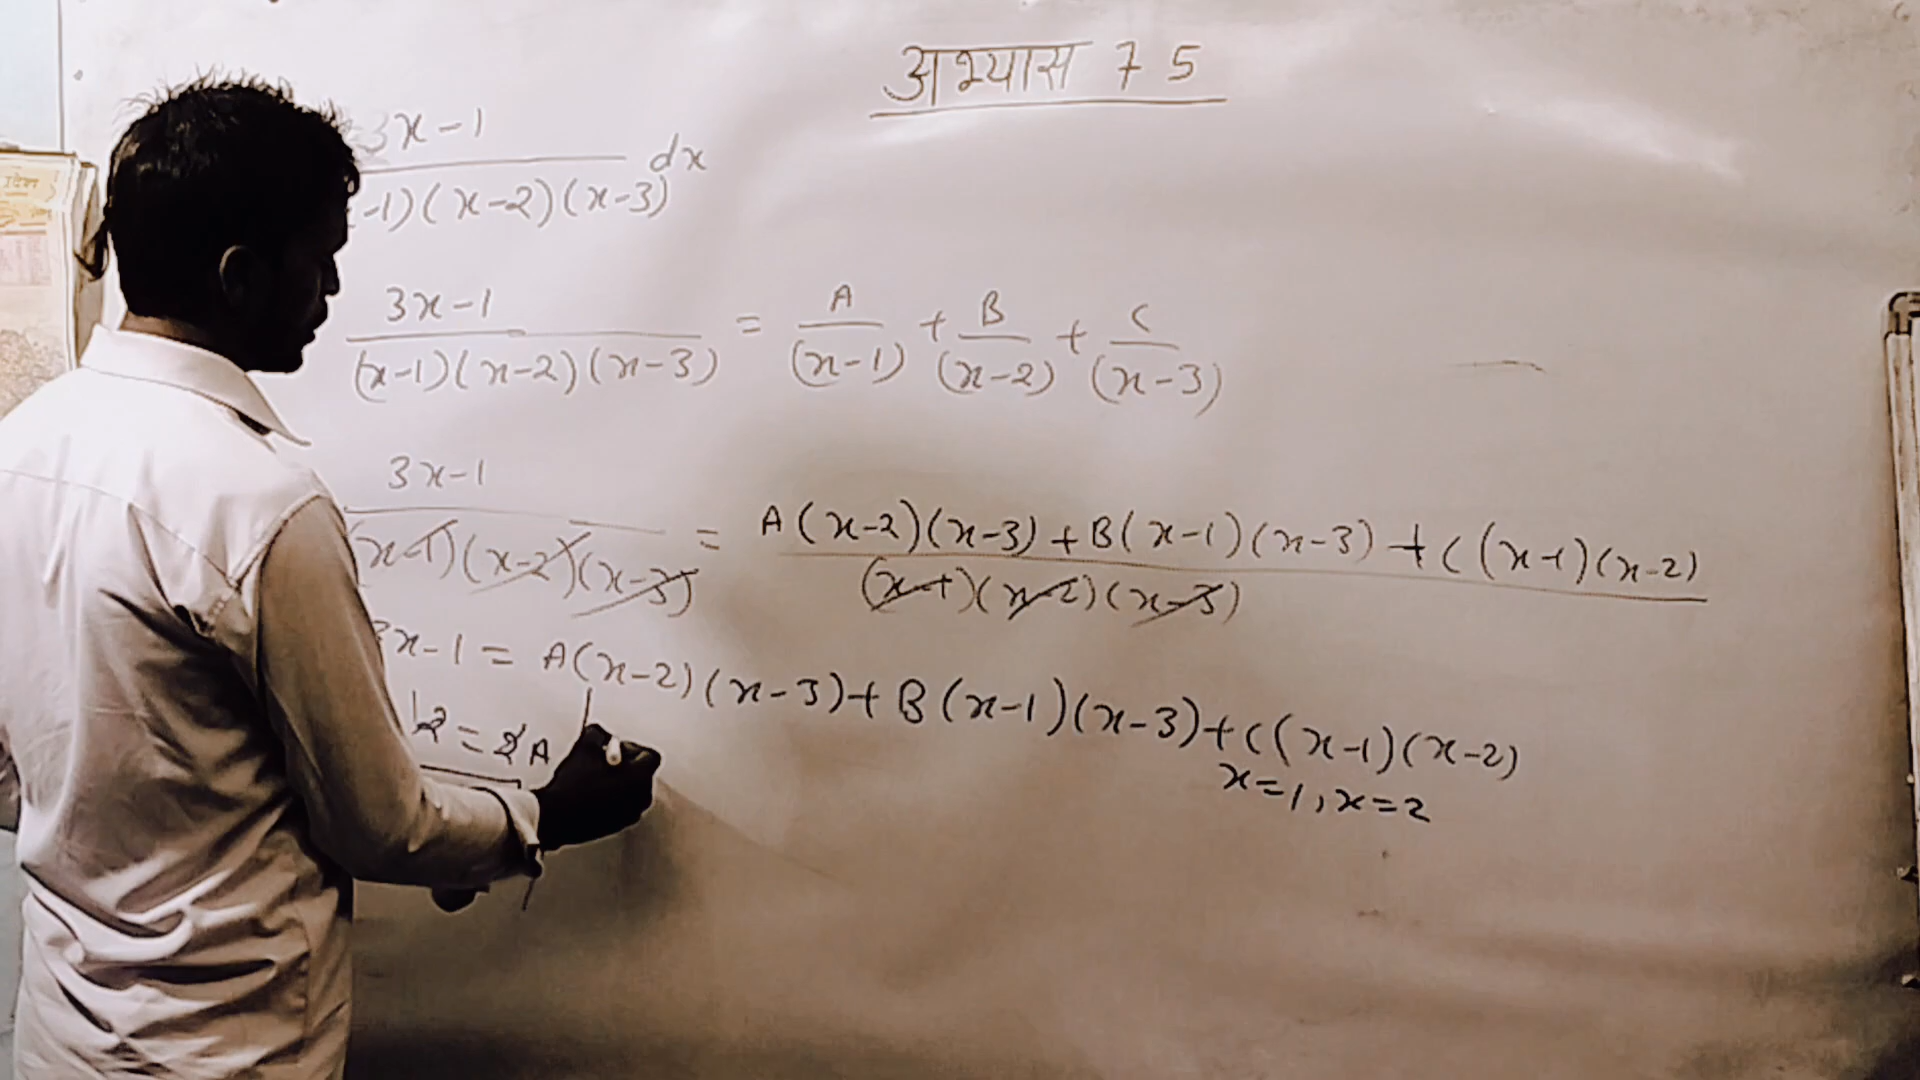 अभ्यास 7 5
3x-1
dx
-1)(x-2)(x-3)
3x-1 = A + B + C
(x-1)(x-2)(x-3) (x-1) (x-2) (x-3)
3x-1 = A(x-2)(x-3)+B(x-1)(x-3)+C(x-1)(x-2)
(x-1)(x-2)(x-3) (x-1)(x-2)(x-3)
3x-1 = A(x-2)(x-3)+B(x-1)(x-3)+C(x-1)(x-2)
2=2A
x=1, x=2